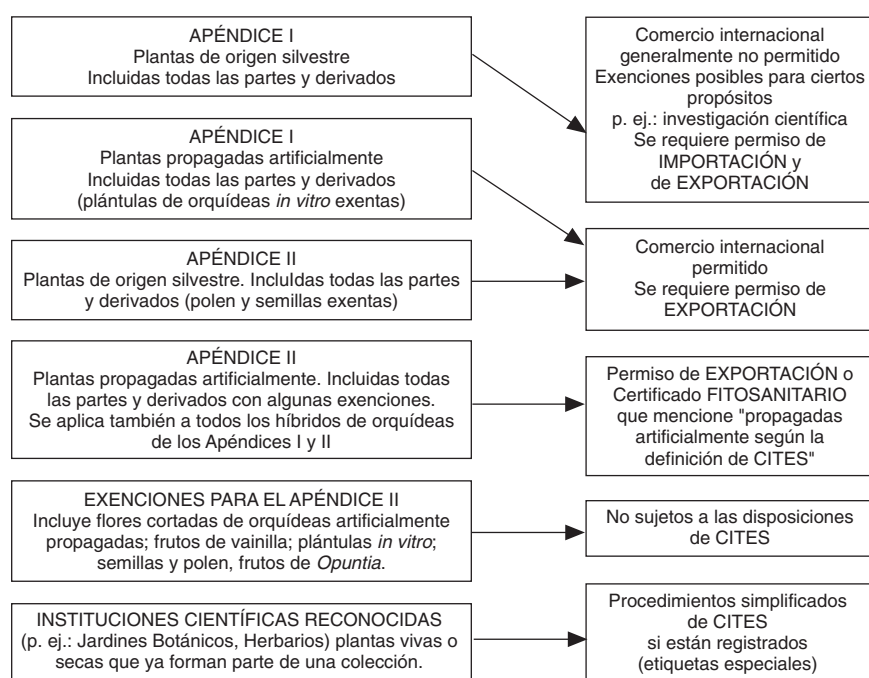 APÉNDICE I
Plantas de origen silvestre
Incluidas todas las partes y derivados
Comercio internacional
generalmente no permitido
Exenciones posibles para ciertos
propósitos
p. ej.: investigación científica
Se requiere permiso de
IMPORTACIÓN y
de EXPORTACIÓN
APÉNDICE I
Plantas propagadas artificialmente
Incluidas todas las partes y derivados
(plántulas de orquídeas in vitro exentas)
APÉNDICE II
Plantas de origen silvestre. Incluldas todas las partes
y derivados (polen y semillas exentas)
Comercio internacional
permitido
Se requiere permiso de
EXPORTACIÓN
APÉNDICE II
Plantas propagadas artificialmente. Incluidas todas
las partes y derivados con algunas exenciones.
Se aplica también a todos los híbridos de orquídeas
de los Apéndices I y II
Permiso de EXPORTACIÓN o
Certificado FITOSANITARIO
que mencione "propagadas
artificialmente según la
definición de CITES"
EXENCIONES PARA EL APÉNDICE II
Incluye flores cortadas de orquídeas artificialmente
propagadas; frutos de vainilla; plántulas in vitro;
semillas y polen, frutos de Opuntia.
No sujetos a las disposiciones
de CITES
INSTITUCIONES CIENTÍFICAS RECONOCIDAS
(p. ej.: Jardines Botánicos, Herbarios) plantas vivas o
secas que ya forman parte de una colección.
Procedimientos simplificados
de CITES
si están registrados
(etiquetas especiales)